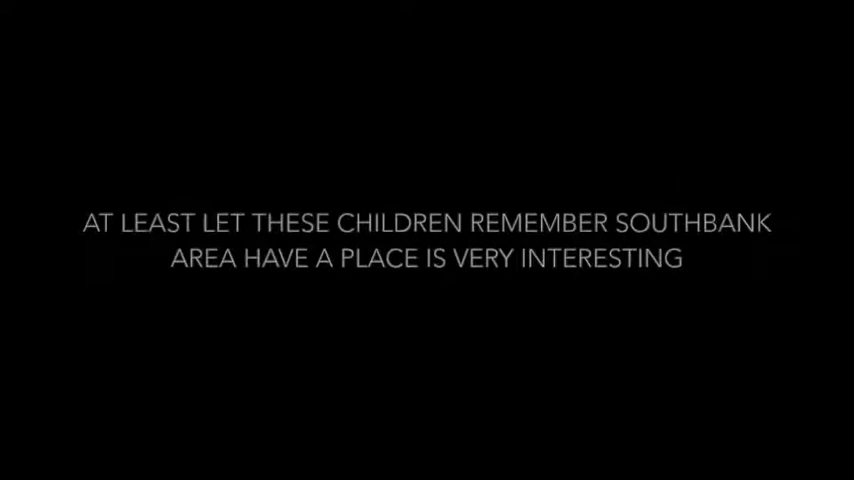 AT LEAST LET THESE CHILDREN REMEMBER SOUTHBANK
AREA HAVE A PLACE IS VERY INTERESTING